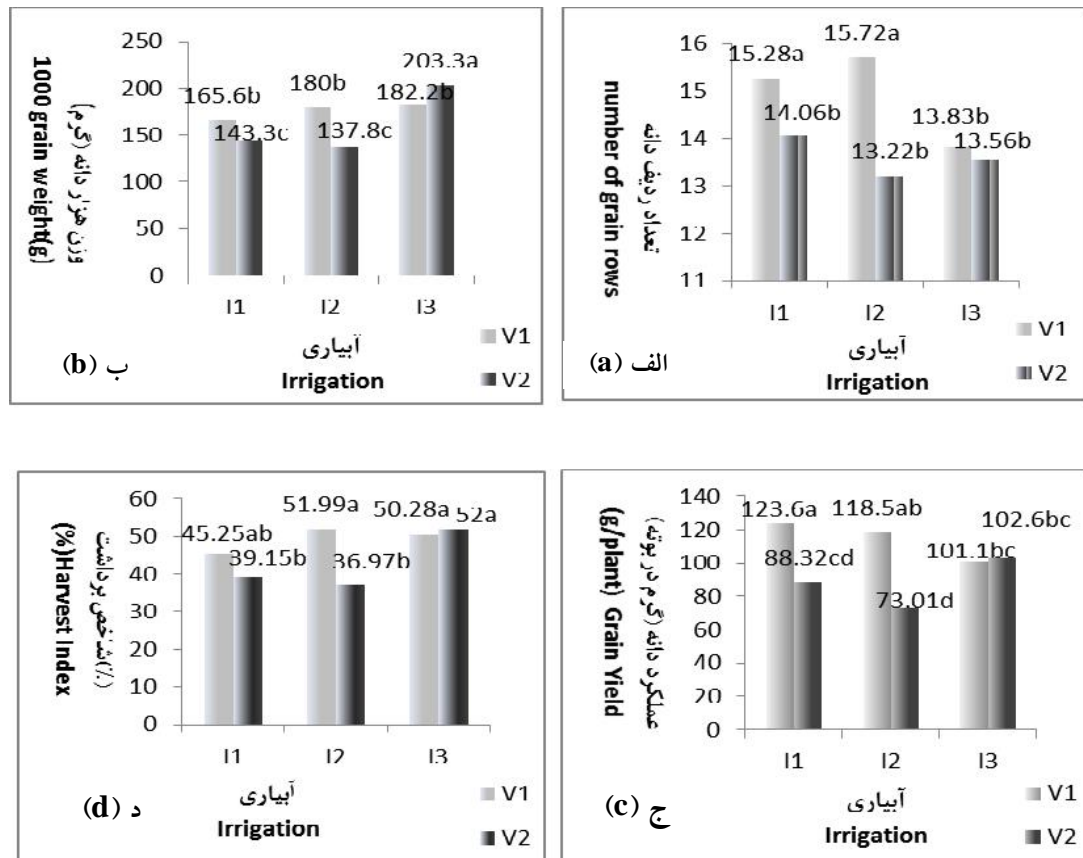 16
15
14
13
12
11
15.28a
14.06b
15.72a
13.22b
13.83b
13.56b
تعداد ردیف دانه
number of grain rows
I1 I2 I3
آبیاری
Irrigation
V1
V2
الف (a)
250
200
150
100
50
0
165.6b
143.3c
180b
137.8c
182.2b
203.3a
وزن هزار دانه (گرم)
1000 grain weight(g)
I1 I2 I3
آبیاری
Irrigation
V1
V2
ب (b)
140
120
100
80
60
40
20
0
123.6a
88.32cd
118.5ab
73.01d
101.1bc
102.6bc
عملکرد دانه (گرم در بوته)
(g/plant) Grain Yield
I1 I2 I3
آبیاری
Irrigation
V1
V2
ج (c)
60
50
40
30
20
10
0
45.25ab
39.15b
51.99a
36.97b
50.28a
52a
(٪)شاخص برداشت
(%)Harvest Index
I1 I2 I3
آبیاری
Irrigation
V1
V2
د (d)